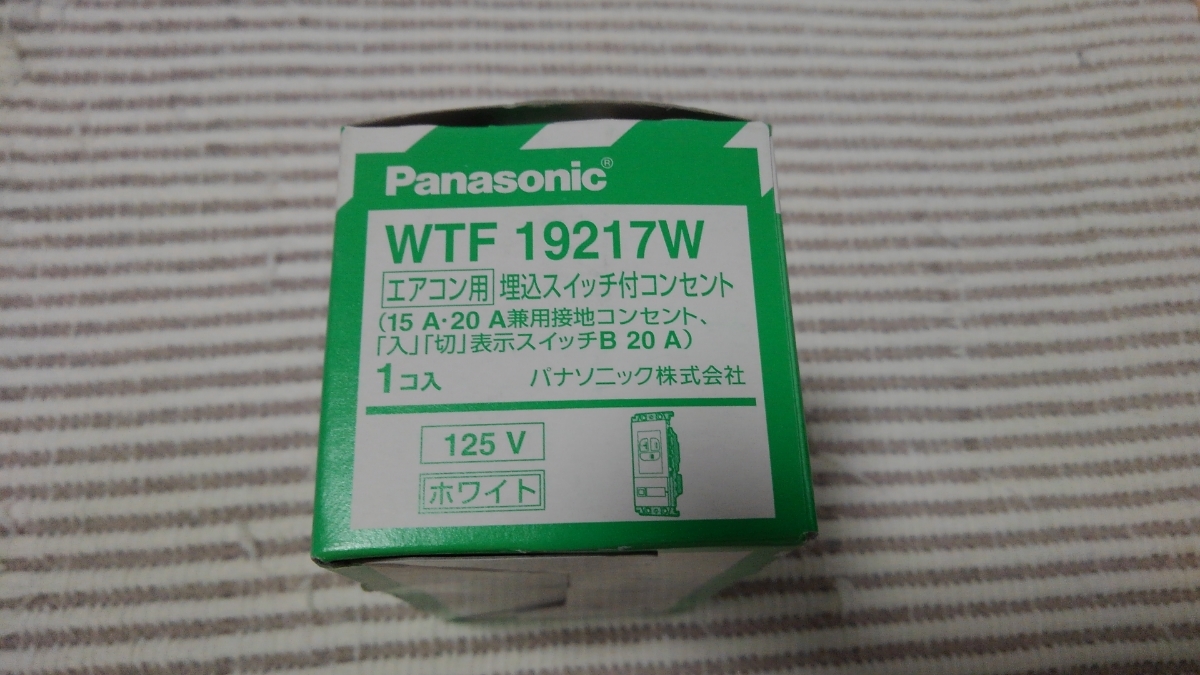 Panasonic®
WTF 19217W
エアコン用 埋込スイッチ付コンセント
(15 A·20 A兼用接地コンセント、
「入」「切」表示スイッチB 20 A)
1コ入 パナソニック株式会社
125 V
ホワイト